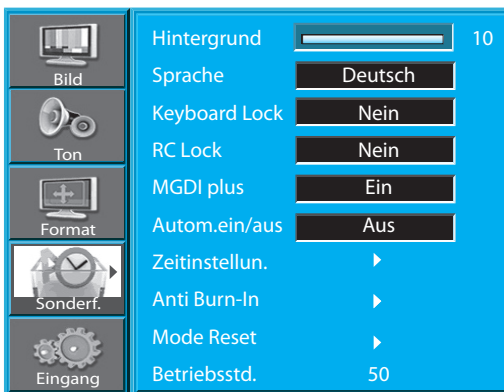 Bild
Ton
Format
Sonderf.
Eingang
Hintergrund 10
Sprache Deutsch
Keyboard Lock Nein
RC Lock Nein
MGDI plus Ein
Autom.ein/aus Aus
Zeitinstellun.
Anti Burn-In
Mode Reset
Betriebsstd. 50